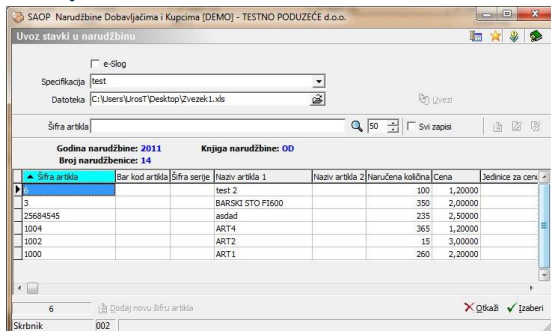 SAOP Narudžbine Dobavljačima i Kupcima [DEMO] - TESTNO PODUZEĆE d.o.o.
Uvoz stavki u narudžbinu
e-Slog
Specifikacija test
Datoteka C:\Users\UrosT\Desktop\Zvezek1.xls Uvezi
Šifra artikla 50 Svi zapisi
Godina narudžbine: 2011 Knjiga narudžbine: OD
Broj narudžbenice: 14
Šifra artikla Bar kod artikla Šifra serije Naziv artikla 1 Naziv artikla 2 Naručena količina Cena Jedinice za cenu
6 test 2 100 1,20000
3 BARSKI STO FI600 350 2,00000
25684545 asdad 235 2,50000
1004 ART4 365 1,20000
1002 ART2 15 3,00000
1000 ART1 260 2,20000
6 Dodaj novu šifru artikla Otkaži Izaberi
Skrbnik 002